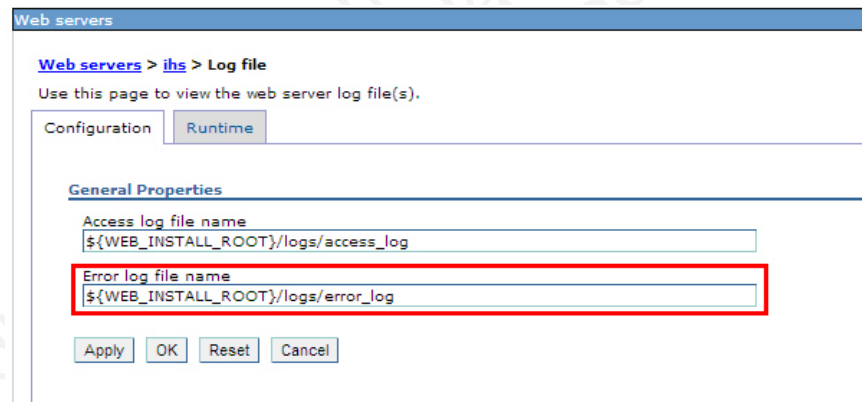 Web servers
Web servers > ihs > Log file
Use this page to view the web server log file(s).
Configuration Runtime
General Properties
Access log file name
${WEB_INSTALL_ROOT}/logs/access_log
Error log file name
${WEB_INSTALL_ROOT}/logs/error_log
Apply OK Reset Cancel